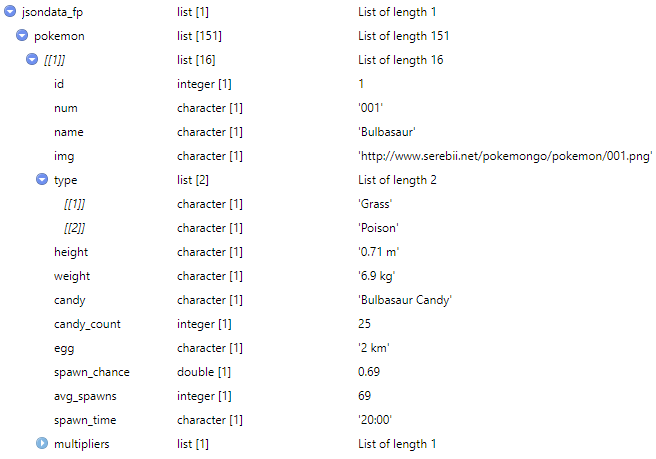 jsondata_fp list [1] List of length 1
pokemon list [151] List of length 151
[[1]] list [16] List of length 16
id integer [1] 1
num character [1] '001'
name character [1] 'Bulbasaur'
img character [1] 'http://www.serebii.net/pokemongo/pokemon/001.png'
type list [2] List of length 2
[[1]] character [1] 'Grass'
[[2]] character [1] 'Poison'
height character [1] '0.71 m'
weight character [1] '6.9 kg'
candy character [1] 'Bulbasaur Candy'
candy_count integer [1] 25
egg character [1] '2 km'
spawn_chance double [1] 0.69
avg_spawns integer [1] 69
spawn_time character [1] '20:00'
multipliers list [1] List of length 1